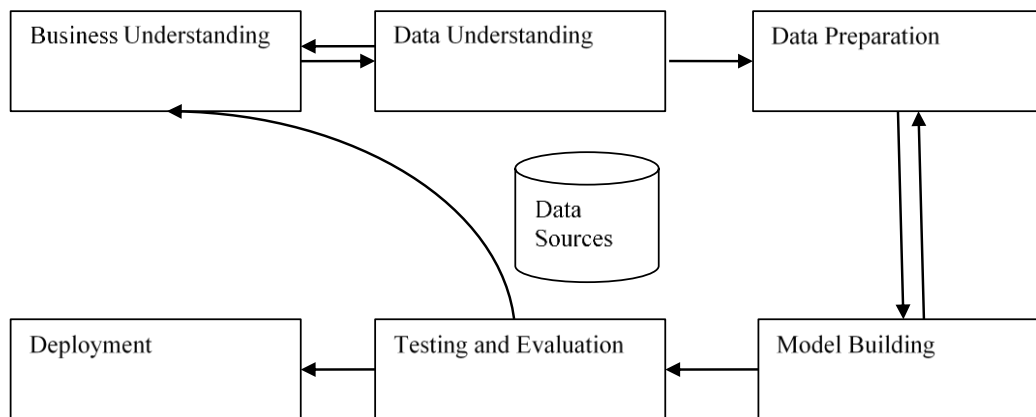 Business Understanding
Data Understanding
Data Preparation
Data
Sources
Deployment
Testing and Evaluation
Model Building